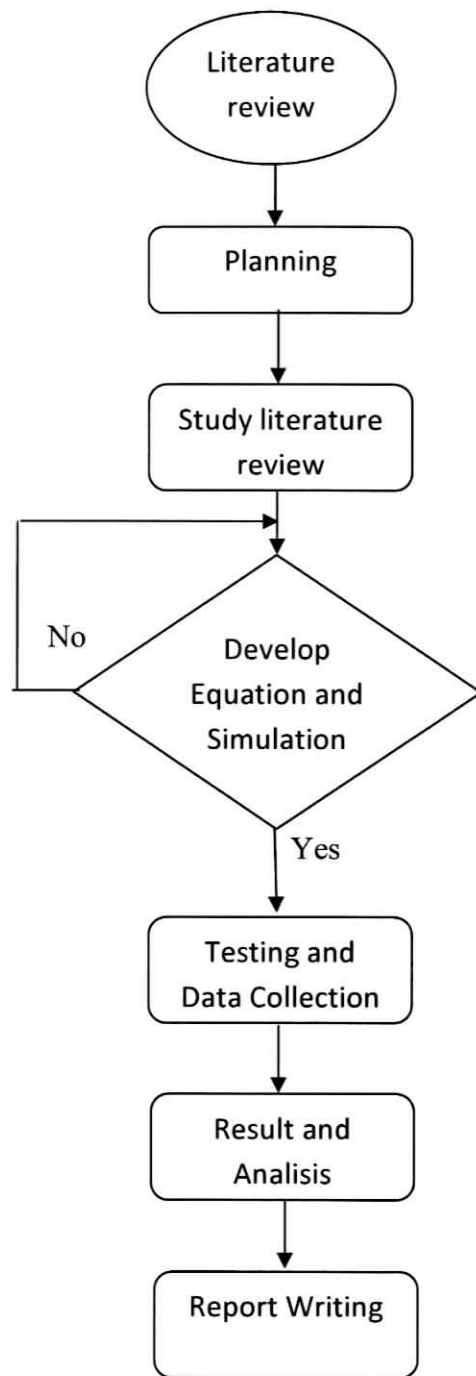 Literature
review
Planning
Study literature
review
No
Develop
Equation and
Simulation
Yes
Testing and
Data Collection
Result and
Analisis
Report Writing